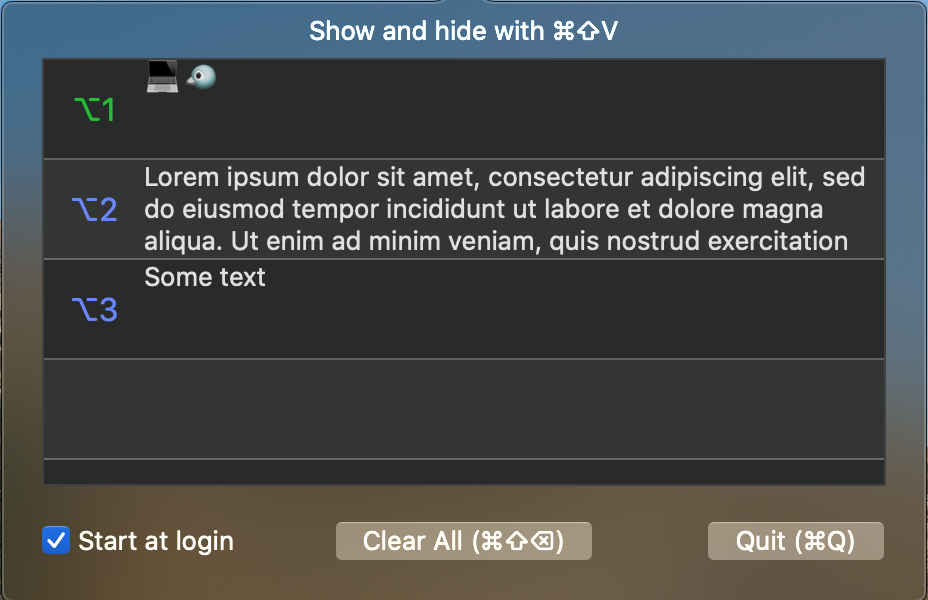 Show and hide with ⌘⇧V
💻 🐦
⌥1
Lorem ipsum dolor sit amet, consectetur adipiscing elit, sed
⌥2 do eiusmod tempor incididunt ut labore et dolore magna
aliqua. Ut enim ad minim veniam, quis nostrud exercitation
Some text
⌥3
Start at login
Clear All (⌘⇧⌫)
Quit (⌘Q)